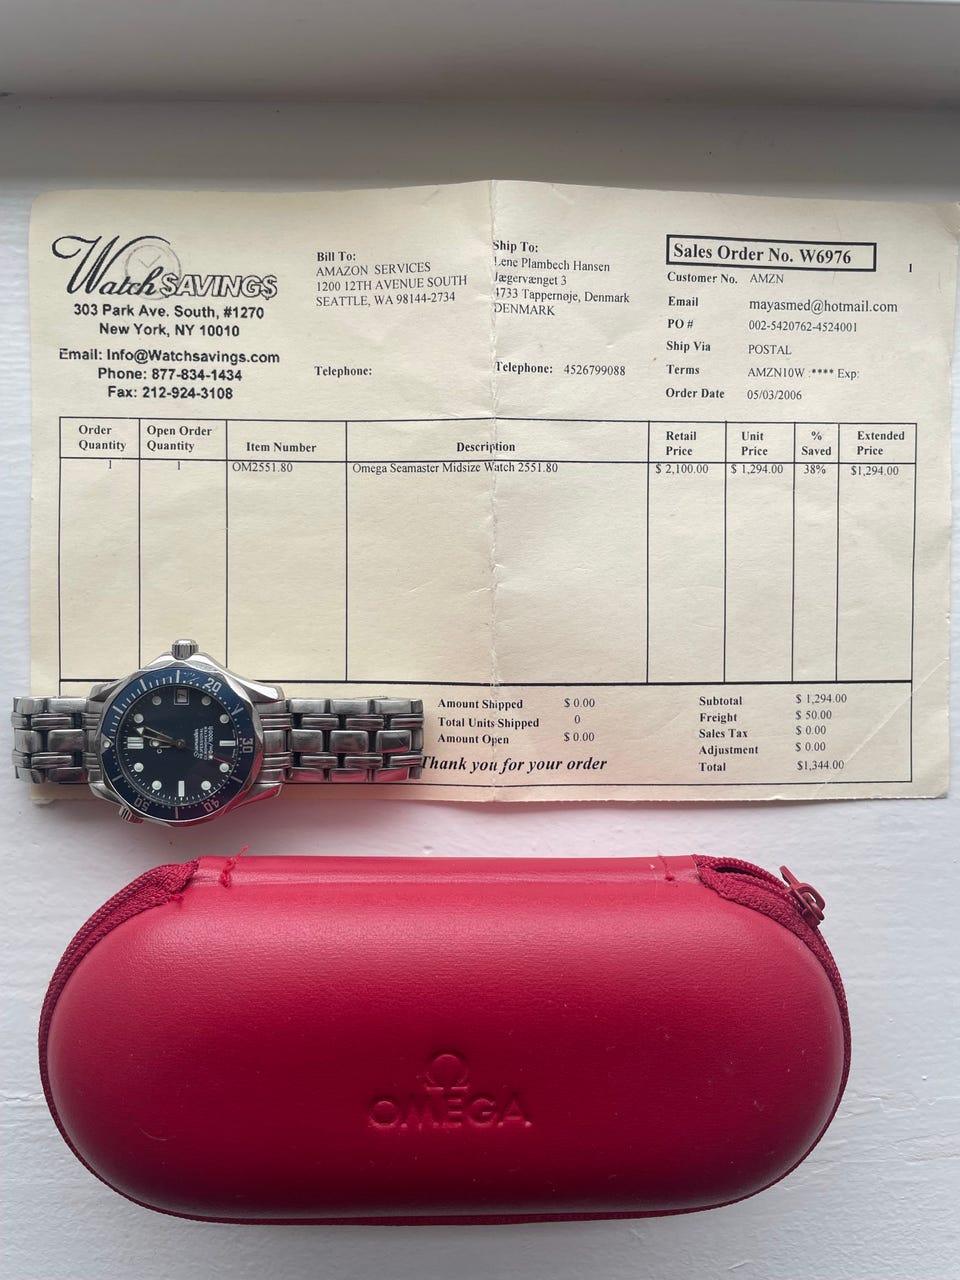 Watch SAVINGS
303 Park Ave. South, #1270
New York, NY 10010
Email: Info@Watchsavings.com
Phone: 877-834-1434
Fax: 212-924-3108
Bill To:
AMAZON SERVICES
1200 12TH AVENUE SOUTH
SEATTLE, WA 98144-2734
Telephone:
Ship To:
Lene Plambech Hansen
Jægervænget 3
4733 Tappernøje, Denmark
DENMARK
Telephone: 4526799088
Sales Order No. W6976
1
Customer No. AMZN
Email mayasmed@hotmail.com
PO # 002-5420762-4524001
Ship Via POSTAL
Terms AMZN10W :**** Exp:
Order Date 05/03/2006
Order Quantity Open Order Quantity Item Number Description Retail Price Unit Price % Saved Extended Price
1 1 OM2551.80 Omega Seamaster Midsize Watch 2551.80 $ 2,100.00 $ 1,294.00 38% $1,294.00
Amount Shipped $ 0.00
Total Units Shipped 0
Amount Open $ 0.00
Thank you for your order
Subtotal $ 1,294.00
Freight $ 50.00
Sales Tax $ 0.00
Adjustment $ 0.00
Total $1,344.00
20
30
40
50
Seamaster
OMEGA